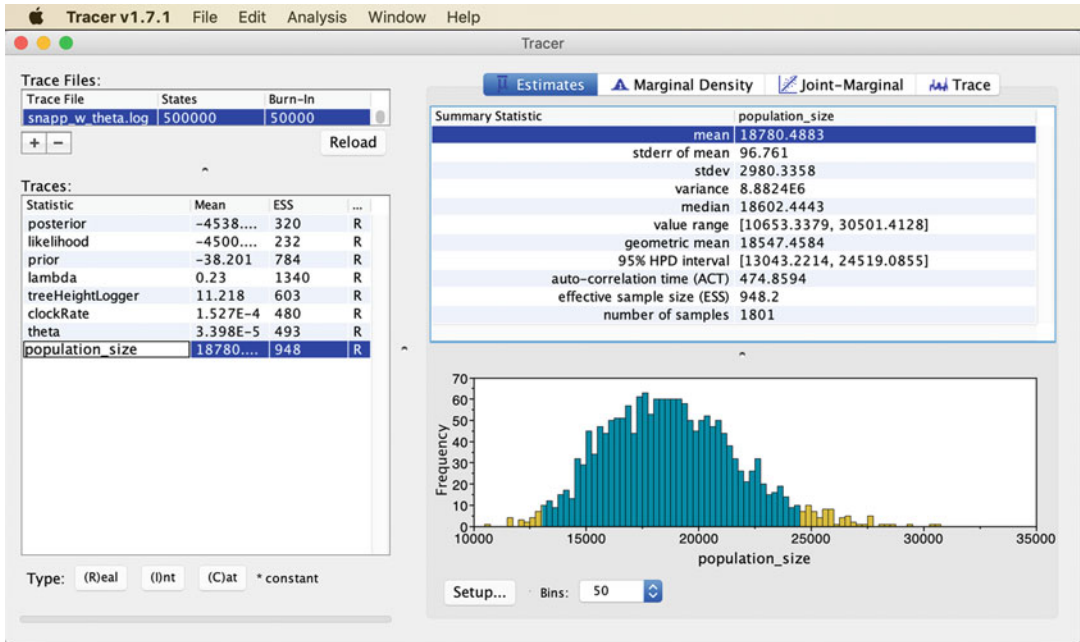 Tracer v1.7.1 File Edit Analysis Window Help
Tracer
Trace Files:
Trace File States Burn-In
snapp_w_theta.log 500000 50000
+ − Reload
Traces:
Statistic Mean ESS ...
posterior −4538.... 320 R
likelihood −4500.... 232 R
prior −38.201 784 R
lambda 0.23 1340 R
treeHeightLogger 11.218 603 R
clockRate 1.527E−4 480 R
theta 3.398E−5 493 R
population_size 18780.... 948 R
Type: (R)eal (I)nt (C)at * constant
Estimates Marginal Density Joint-Marginal Trace
Summary Statistic population_size
mean 18780.4883
stderr of mean 96.761
stdev 2980.3358
variance 8.8824E6
median 18602.4443
value range [10653.3379, 30501.4128]
geometric mean 18547.4584
95% HPD interval [13043.2214, 24519.0855]
auto-correlation time (ACT) 474.8594
effective sample size (ESS) 948.2
number of samples 1801
Frequency
70
60
50
40
30
20
10
0
10000 15000 20000 25000 30000 35000
population_size
Setup... Bins: 50